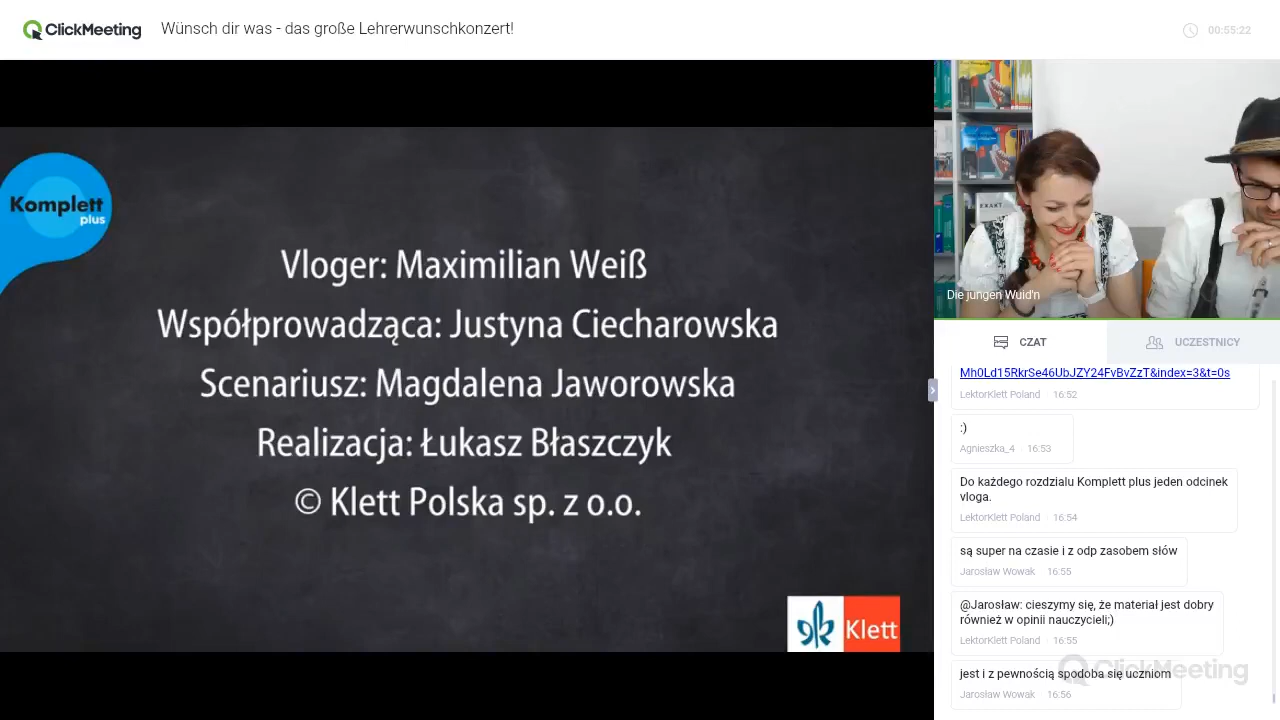 ClickMeeting
Wünsch dir was - das große Lehrerwunschkonzert!
00:55:22
Komplett
plus
Vloger: Maximilian Weiß
Współprowadząca: Justyna Ciecharowska
Scenariusz: Magdalena Jaworowska
Realizacja: Łukasz Błaszczyk
© Klett Polska sp. z o.o.
Klett
EXAKT
Die jungen Wuid'n
CZAT
UCZESTNICY
Mh0Ld15RkrSe46UbJZY24FvBvZzT&index=3&t=0s
LektorKlett Poland 16:52
:)
Agnieszka_4 16:53
Do każdego rozdzialu Komplett plus jeden odcinek
vloga.
LektorKlett Poland 16:54
są super na czasie i z odp zasobem słów
Jarosław Wowak 16:55
@Jarosław: cieszymy się, że materiał jest dobry
również w opinii nauczycieli;)
LektorKlett Poland 16:55
jest i z pewnością spodoba się uczniom
Jarosław Wowak 16:56
ClickMeeting